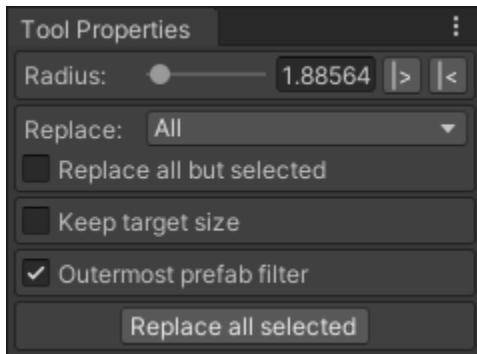 Tool Properties
Radius: 1.88564 |> |<
Replace: All
Replace all but selected
Keep target size
Outermost prefab filter
Replace all selected